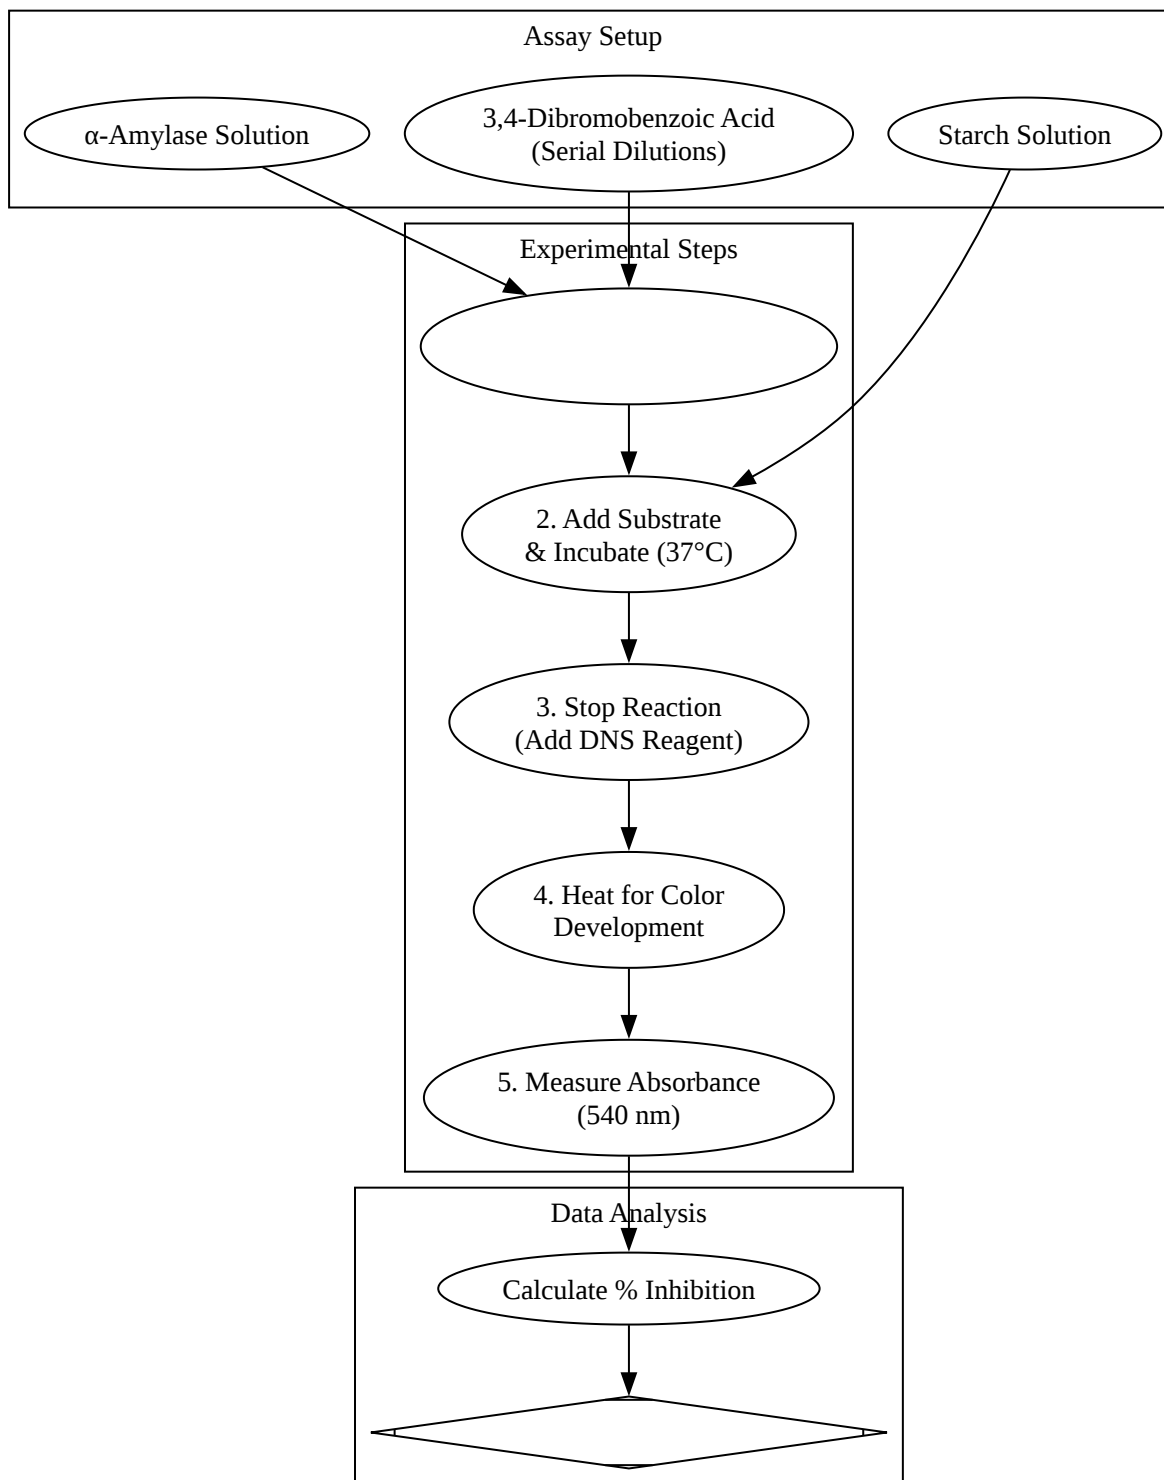 Assay Setup
α-Amylase Solution
3,4-Dibromobenzoic Acid
(Serial Dilutions)
Starch Solution
Experimental Steps
2. Add Substrate
& Incubate (37°C)
3. Stop Reaction
(Add DNS Reagent)
4. Heat for Color
Development
5. Measure Absorbance
(540 nm)
Data Analysis
Calculate % Inhibition